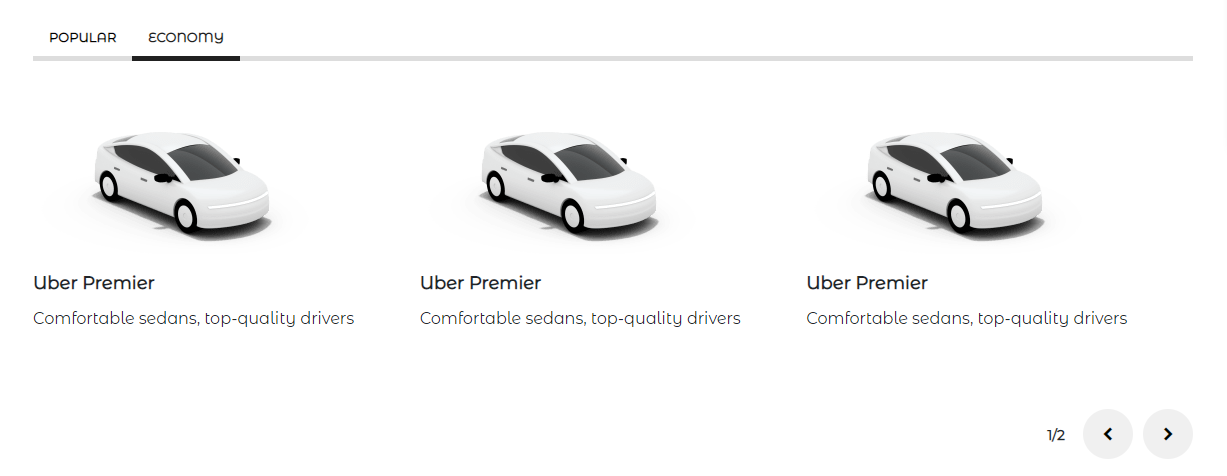 POPULAR ECONOMY
Uber Premier Uber Premier Uber Premier
Comfortable sedans, top-quality drivers Comfortable sedans, top-quality drivers Comfortable sedans, top-quality drivers
1/2